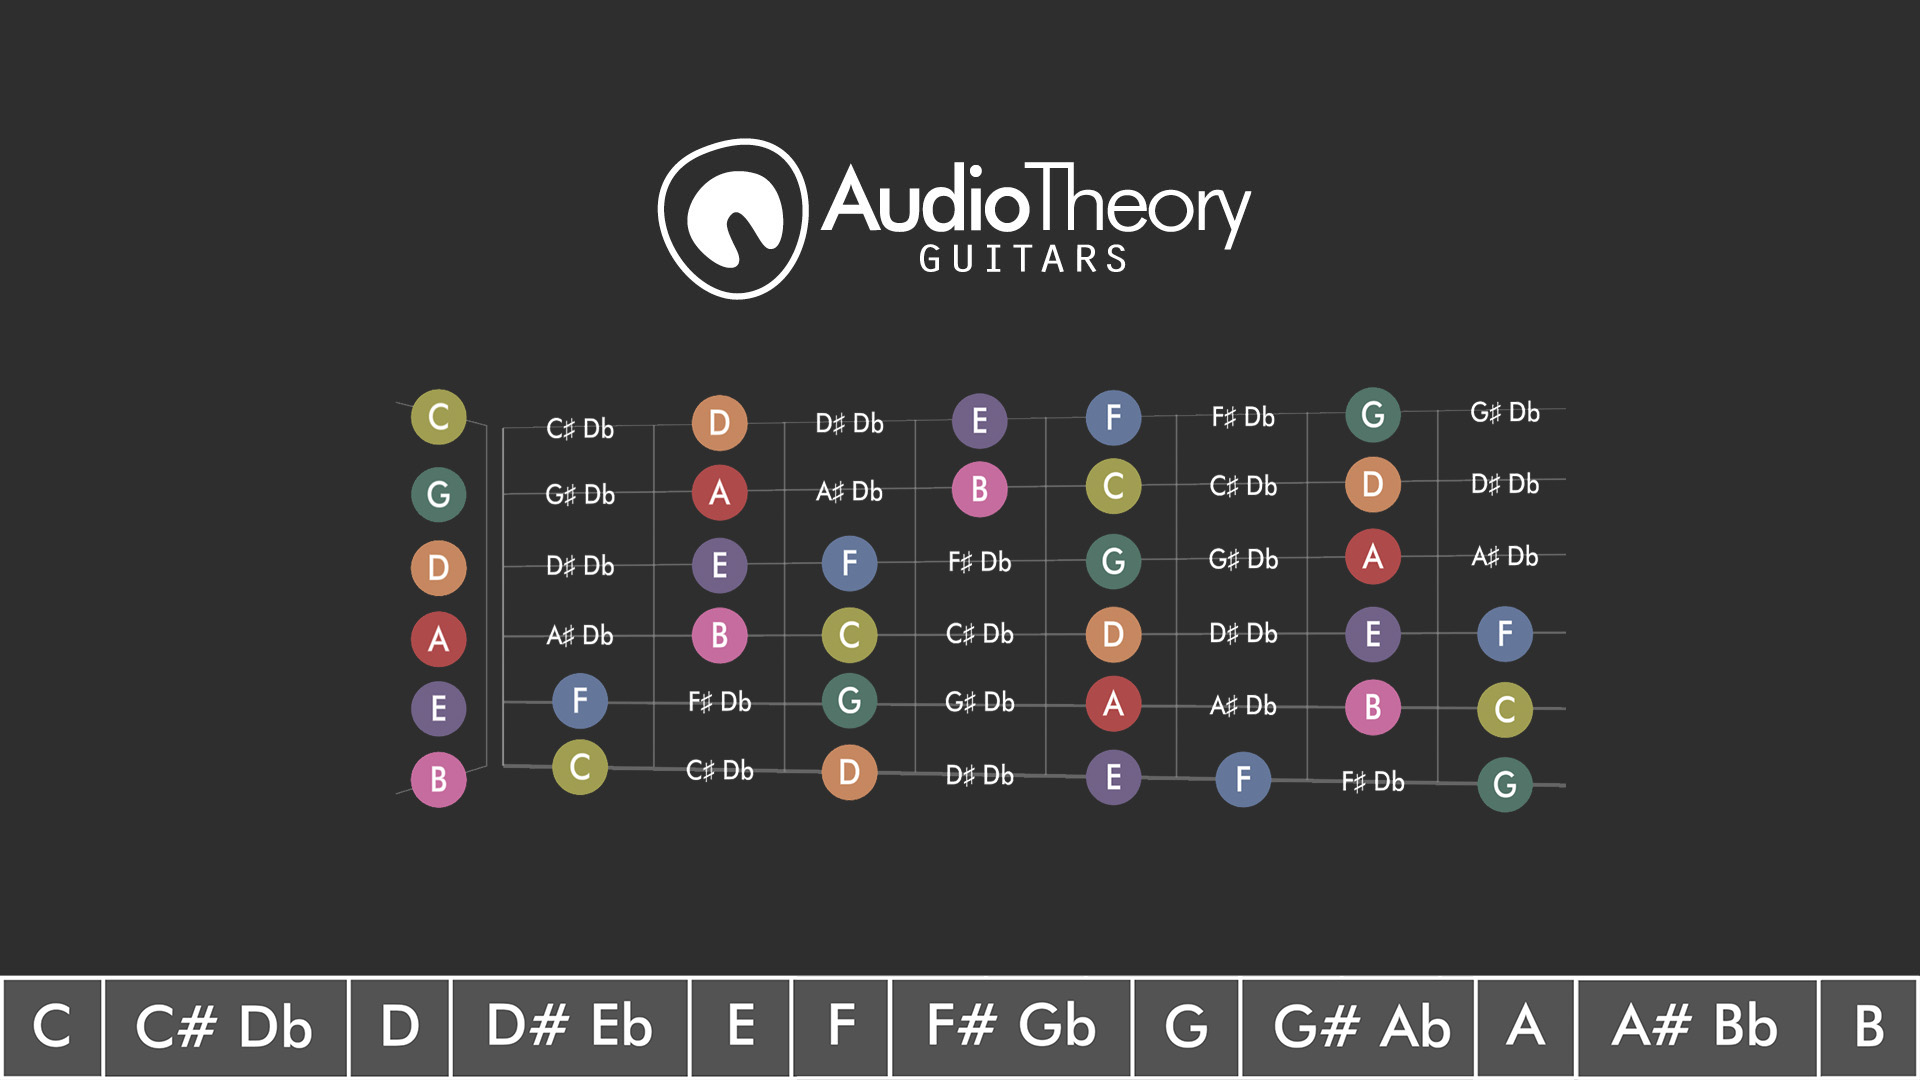 AudioTheory
GUITARS
C C♯ Db D D♯ Db E F F♯ Db G G♯ Db
G G♯ Db A A♯ Db B C C♯ Db D D♯ Db
D D♯ Db E F F♯ Db G G♯ Db A A♯ Db
A A♯ Db B C C♯ Db D D♯ Db E F
E F F♯ Db G G♯ Db A A♯ Db B C
B C C♯ Db D D♯ Db E F F♯ Db G
C C# Db D D# Eb E F F# Gb G G# Ab A A# Bb B